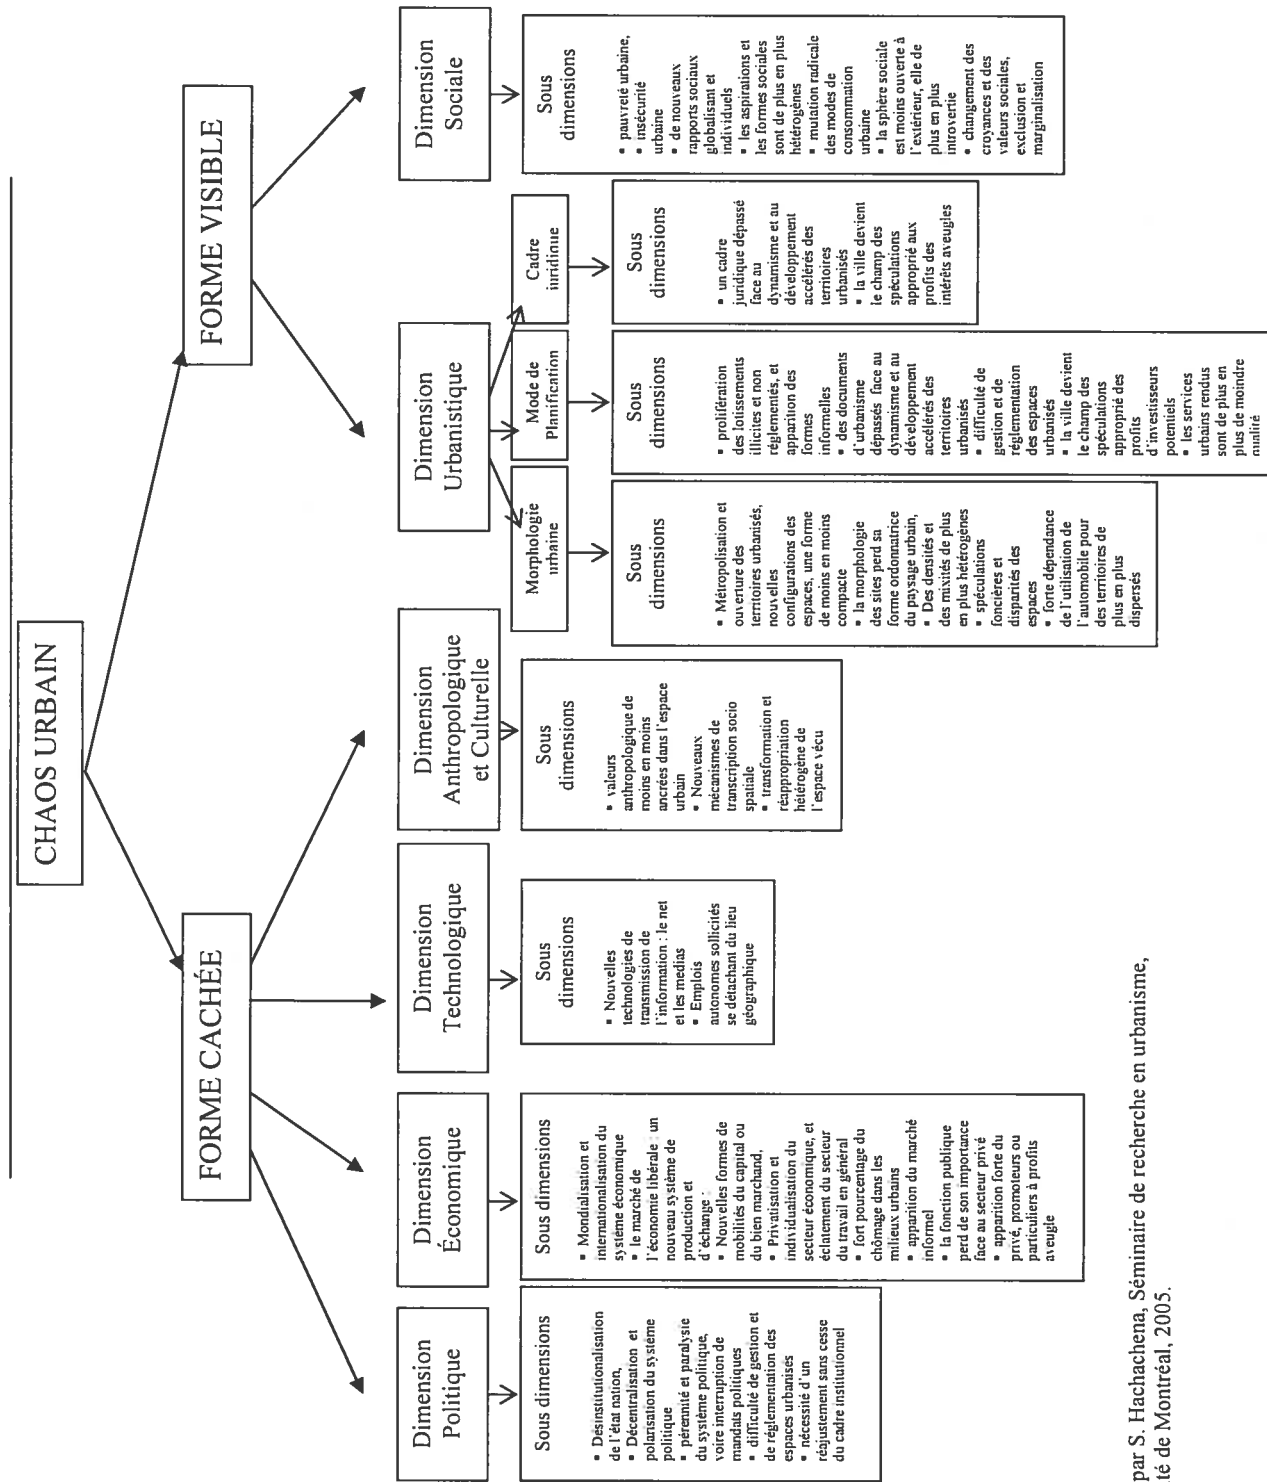 CHAOS URBAIN
FORME CACHÉE
FORME VISIBLE
Dimension
Politique
Dimension
Économique
Dimension
Technologique
Dimension
Anthropologique
et Culturelle
Dimension
Urbanistique
Dimension
Sociale
Morphologie
urbaine
Mode de
Planification
Cadre
juridique
Sous dimensions
▪ Désinstitutionalisation
de l'état nation,
▪ Décentralisation et
polarisation du système
politique
▪ pérennité et paralysie
du système politique,
voire interruption de
mandats politiques
▪ difficulté de gestion et
de réglementation des
espaces urbanisés
▪ nécessité d'un
réajustement sans cesse
du cadre institutionnel
Sous dimensions
▪ Mondialisation et
internationalisation du
système économique
▪ le marché de
l'économie libérale : un
nouveau système de
production et
d'échange .
▪ Nouvelles formes de
mobilités du capital ou
du bien marchand,
▪ Privatisation et
individualisation du
secteur économique, et
éclatement du secteur
du travail en général
▪ fort pourcentage du
chômage dans les
milieux urbains
▪ apparition du marché
informel
▪ la fonction publique
perd de son importance
face au secteur privé
▪ apparition forte du
privé, promoteurs ou
particuliers à profits
aveugle
Sous
dimensions
▪ Nouvelles
technologies de
transmission de
l'information : le net
et les medias
▪ Emplois
autonomes sollicités
se détachant du lieu
géographique
Sous
dimensions
▪ valeurs
anthropologique de
moins en moins
ancrées dans l'espace
urbain
▪ Nouveaux
mécanismes de
transcription socio
spatiale
▪ transformation et
réappropriation
hétérogène de
l'espace vécu
Sous
dimensions
▪ Métropolisation et
ouverture des
territoires urbanisés,
nouvelles
configurations des
espaces, une forme
de moins en moins
compacte
▪ la morphologie
des sites perd sa
forme ordonnatrice
du paysage urbain,
▪ Des densités et
des mixités de plus
en plus hétérogènes
▪ spéculations
foncières et
disparités des
espaces
▪ forte dépendance
de l'utilisation de
l'automobile pour
des territoires de
plus en plus
dispersés
Sous
dimensions
▪ prolifération
des lotissements
illicites et non
réglementés, et
apparition des
formes
informelles
▪ des documents
d'urbanisme
dépassés face au
dynamisme et au
développement
accélérés des
territoires
urbanisés
▪ difficulté de
gestion et de
réglementation
des espaces
urbanisés
▪ la ville devient
le champ des
spéculations
approprié des
profits
d'investisseurs
potentiels
▪ les services
urbains rendus
sont de plus en
plus de moindre
qualité
Sous
dimensions
▪ un cadre
juridique dépassé
face au
dynamisme et au
développement
accélérés des
territoires
urbanisés
▪ la ville devient
le champ des
spéculations
approprié aux
profits des
intérêts aveugles
Sous
dimensions
▪ pauvreté urbaine,
▪ insécurité
urbaine
▪ de nouveaux
rapports sociaux
globalisant et
individuels
▪ les aspirations et
les formes sociales
sont de plus en plus
hétérogènes
▪ mutation radicale
des modes de
consommation
urbaine
▪ la sphère sociale
est moins ouverte à
l'extérieur, elle de
plus en plus
introvertie
▪ changement des
croyances et des
valeurs sociales,
exclusion et
marginalisation
par S. Hachachena, Séminaire de recherche en urbanisme,
té de Montréal, 2005.